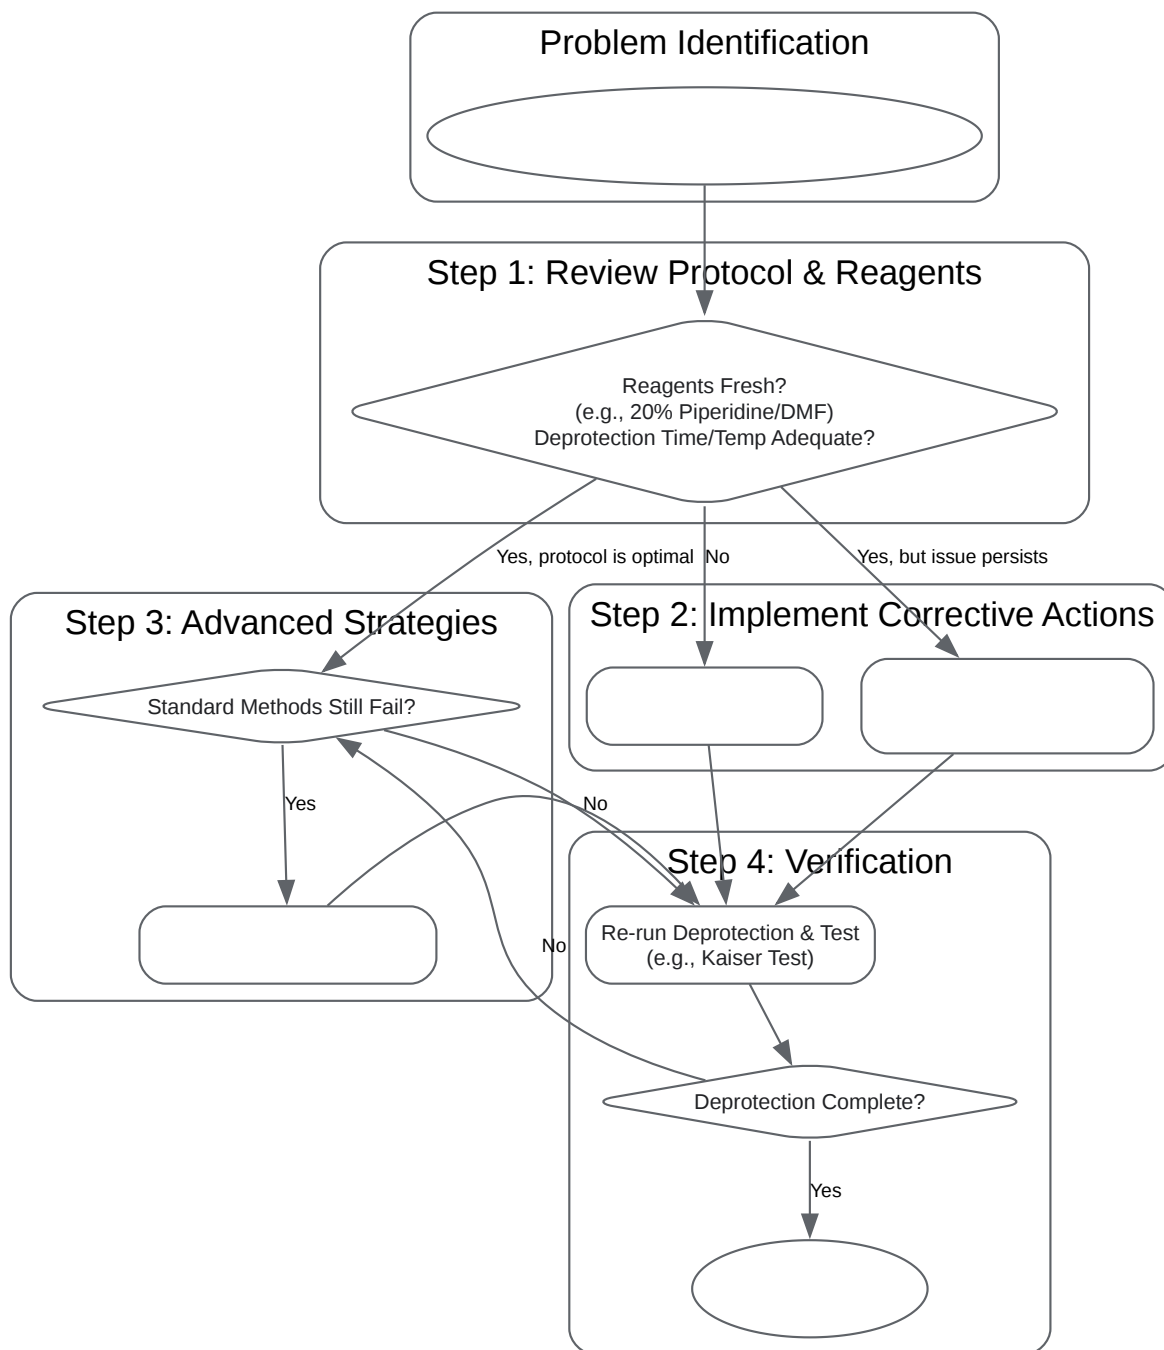 Problem Identification
Step 1: Review Protocol & Reagents
Reagents Fresh?
(e.g., 20% Piperidine/DMF)
Deprotection Time/Temp Adequate?
Yes, protocol is optimal
No
Yes, but issue persists
Step 3: Advanced Strategies
Standard Methods Still Fail?
Yes
No
Step 2: Implement Corrective Actions
Step 4: Verification
Re-run Deprotection & Test
(e.g., Kaiser Test)
No
Deprotection Complete?
Yes